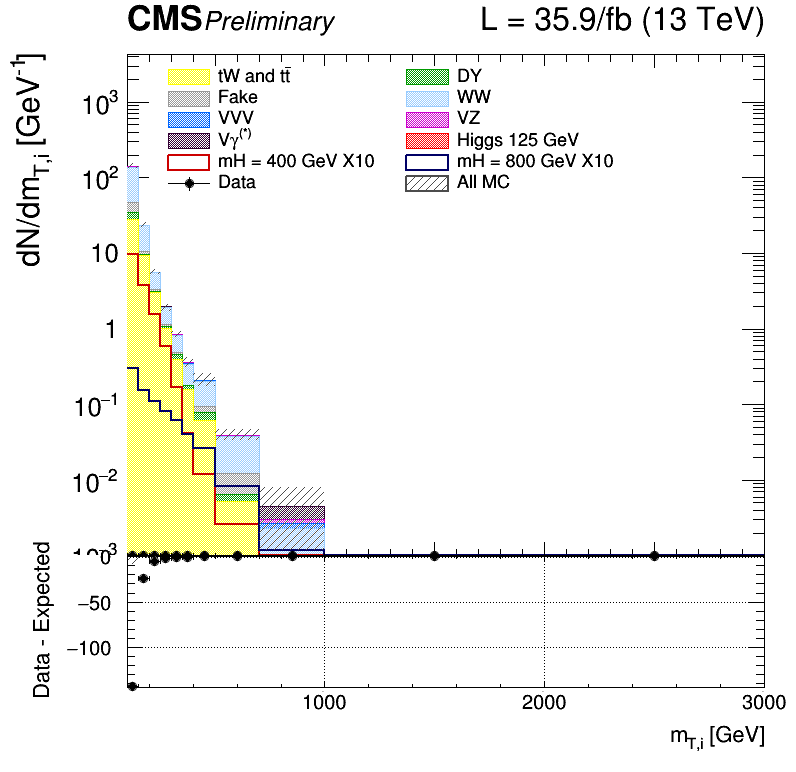 CMS Preliminary L = 35.9/fb (13 TeV)
dN/dm_{T,i} [GeV^{-1}]
tW and tt̄ DY
Fake WW
VVV VZ
Vγ^{(*)} Higgs 125 GeV
mH = 400 GeV X10 mH = 800 GeV X10
Data All MC
10^3
10^2
10
1
10^{−1}
10^{−2}
0
−50
−100
Data - Expected
1000 2000 3000
m_{T,i} [GeV]